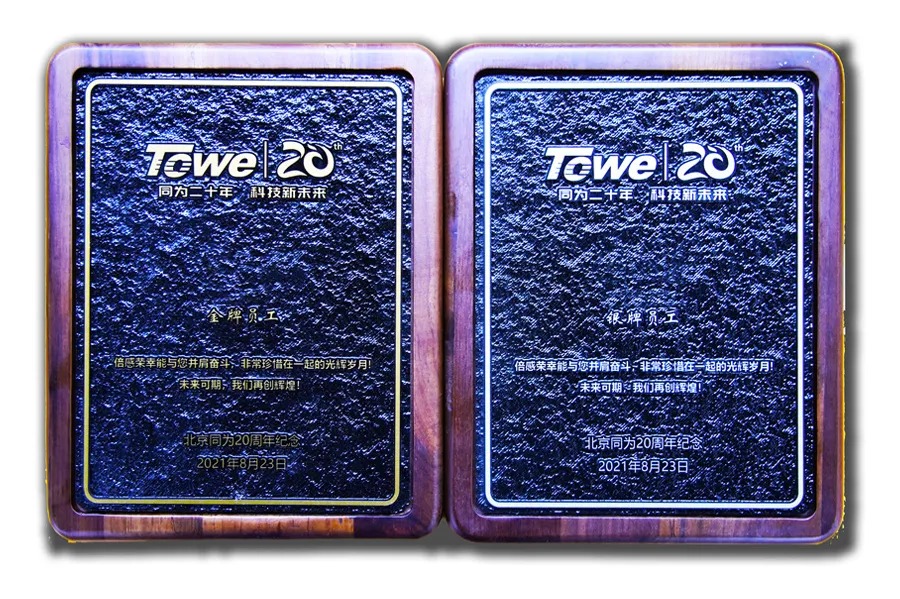 Towe | 20th
同为二十年 科技新未来
金牌员工
倍感荣幸能与您并肩奋斗,非常珍惜在一起的光辉岁月!
未来可期,我们再创辉煌!
北京同为20周年纪念
2021年8月23日
Towe | 20th
同为二十年 科技新未来
银牌员工
倍感荣幸能与您并肩奋斗,非常珍惜在一起的光辉岁月!
未来可期,我们再创辉煌!
北京同为20周年纪念
2021年8月23日